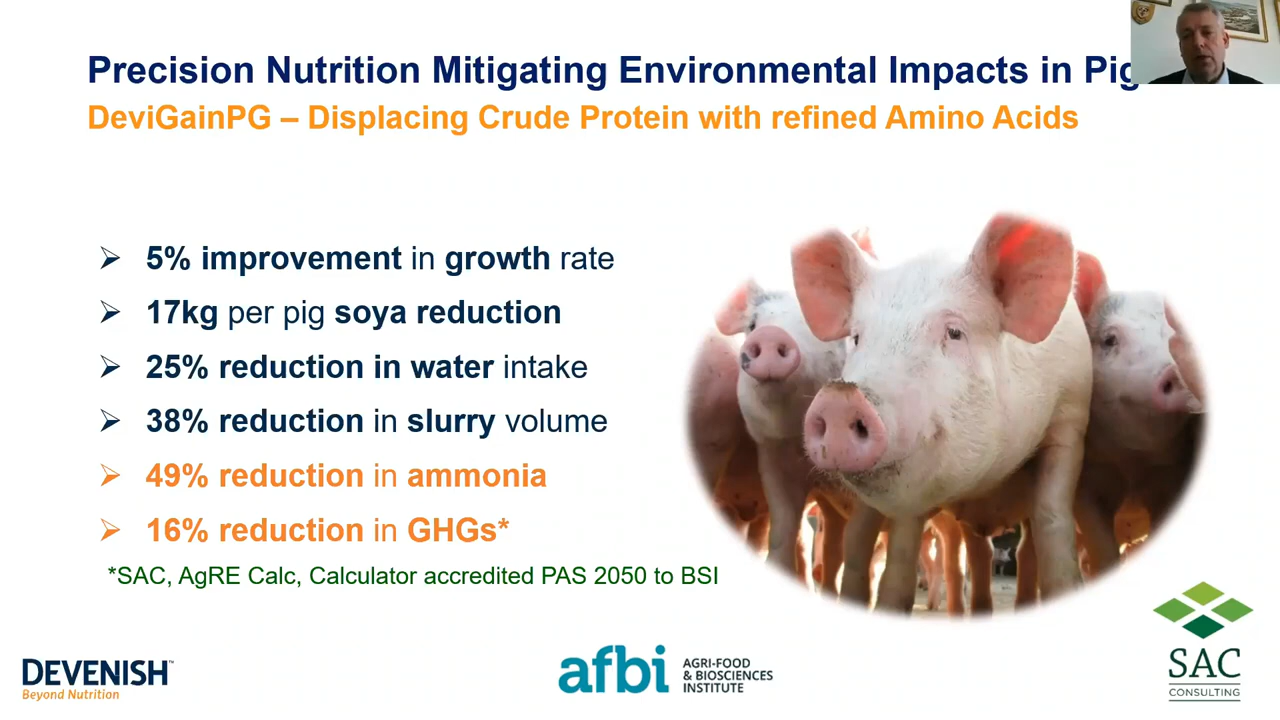 Precision Nutrition Mitigating Environmental Impacts in Pig
DeviGainPG – Displacing Crude Protein with refined Amino Acids
➢ 5% improvement in growth rate
➢ 17kg per pig soya reduction
➢ 25% reduction in water intake
➢ 38% reduction in slurry volume
➢ 49% reduction in ammonia
➢ 16% reduction in GHGs*
*SAC, AgRE Calc, Calculator accredited PAS 2050 to BSI
DEVENISH™
Beyond Nutrition
afbi
AGRI-FOOD
& BIOSCIENCES
INSTITUTE
SAC
CONSULTING